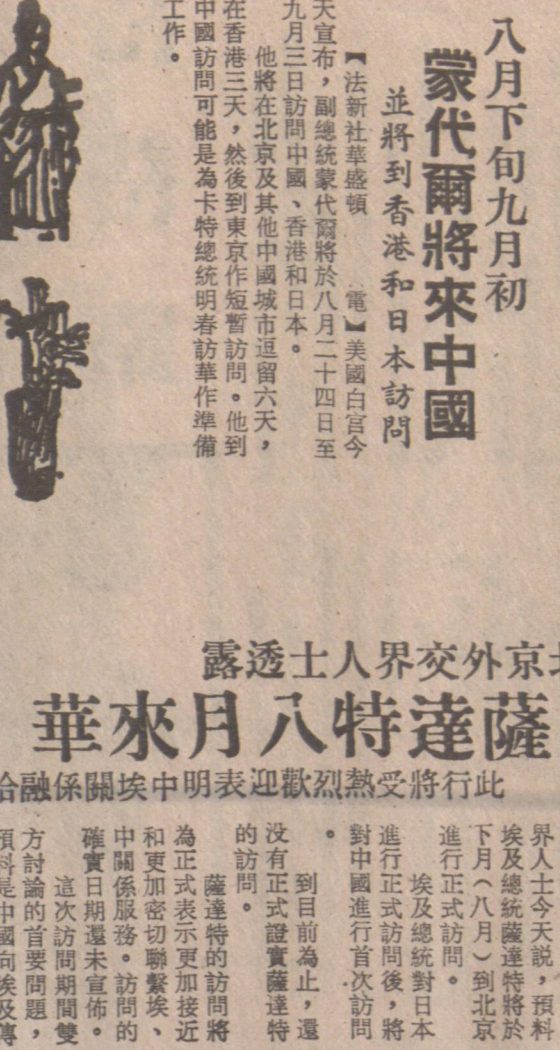 八月下旬九月初
蒙代爾將來中國
並將到香港和日本訪問
【法新社華盛頓　電】美國白宮今
天宣布，副總統蒙代爾將於八月二十四日至
九月三日訪問中國、香港和日本。
他將在北京及其他中國城市逗留六天，
在香港三天，然後到東京作短暫訪問。他到
中國訪問可能是為卡特總統明春訪華作準備
工作。
京外交界人士透露
薩達特八月來華
此行將受熱烈歡迎表明中埃關係融洽
界人士今天説，預料
埃及總統薩達特將於
下月（八月）到北京
進行正式訪問。
埃及總統對日本
進行正式訪問後，將
對中國進行首次訪問
。
到目前為止，還
没有正式證實薩達特
的訪問。
薩達特的訪問將
為正式表示更加接近
和更加密切聯繫埃、
中關係服務。訪問的
確實日期還未宣佈。
這次訪問期間雙
方討論的首要問題，
預料是中國向埃及傳